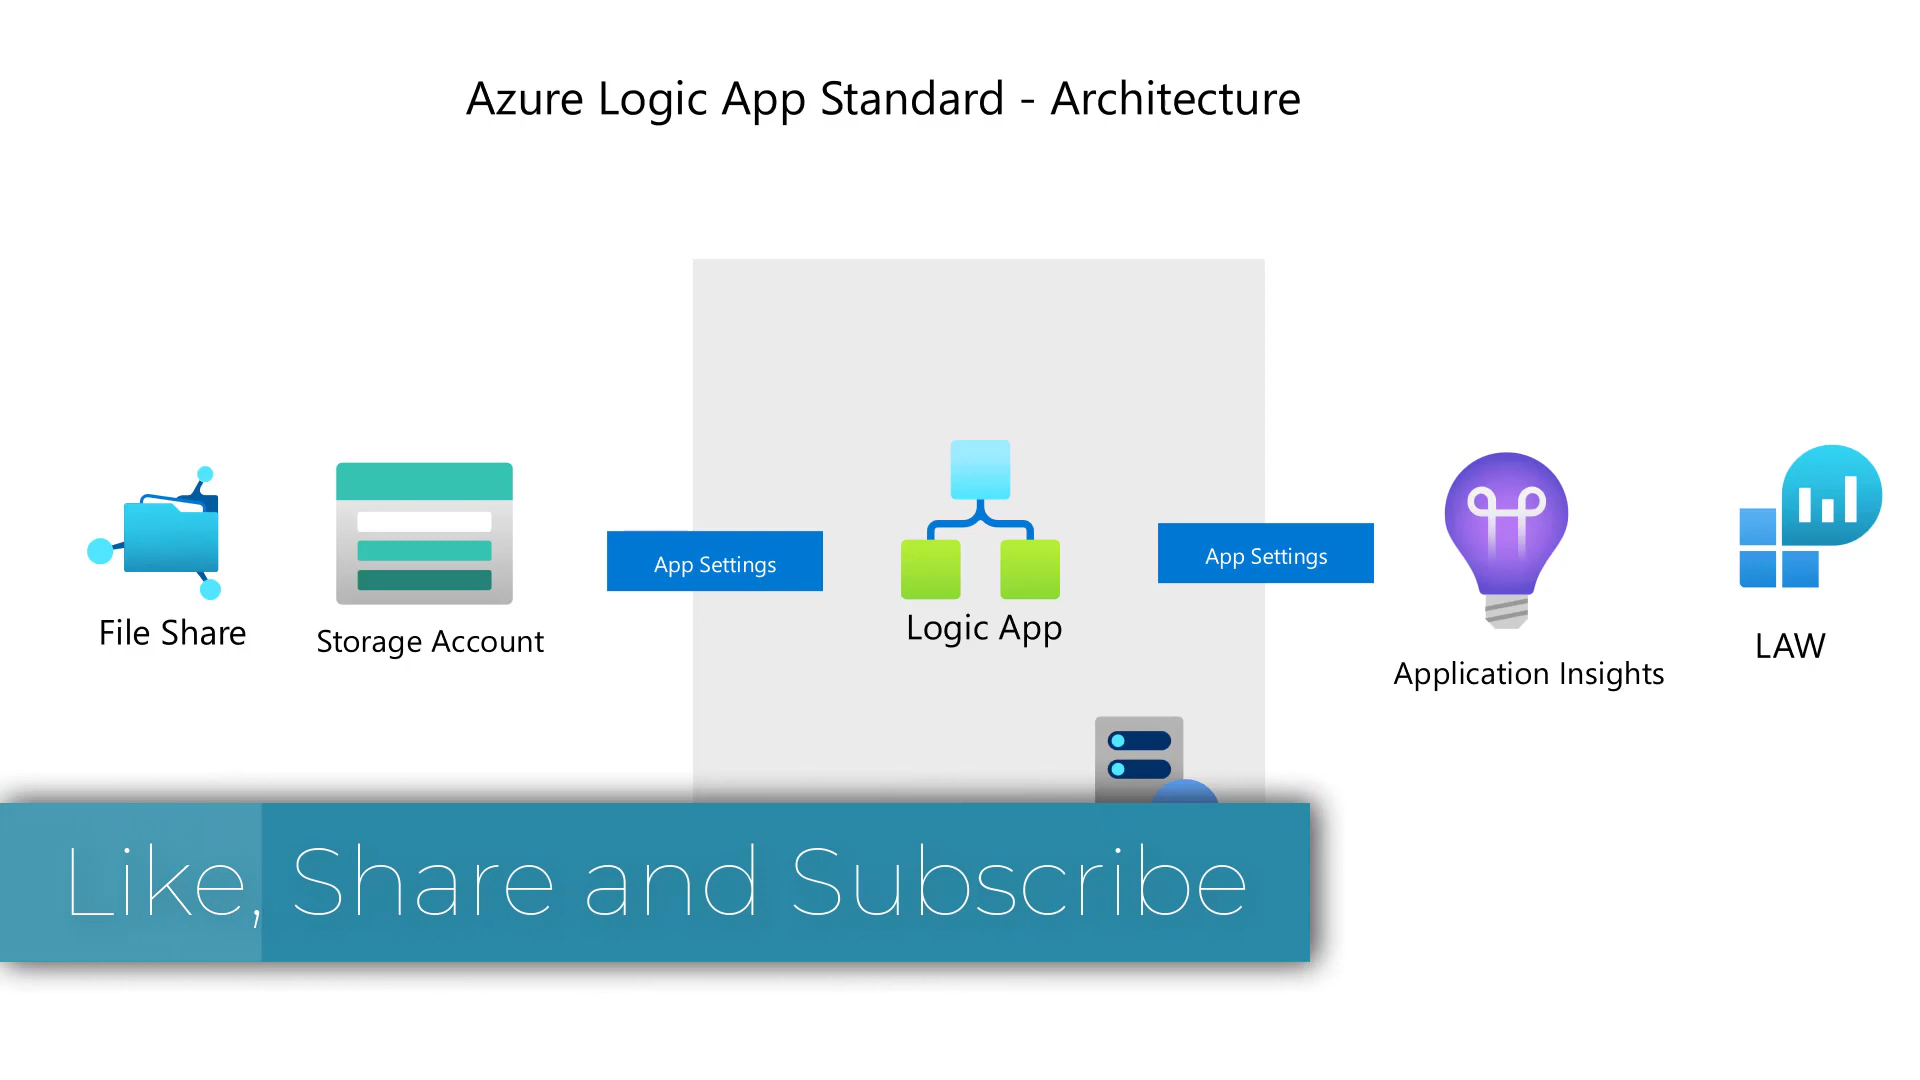 Azure Logic App Standard - Architecture
App Settings
App Settings
File Share
Storage Account
Logic App
Application Insights
LAW
Like, Share and Subscribe